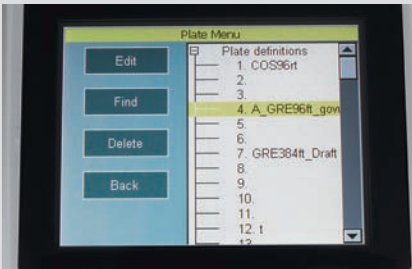 Plate Menu
Edit
Find
Delete
Back
Plate definitions
1. COS96rt
2.
3.
4. A_GRE96ft_gov
5.
6.
7. GRE384ft_Draft
8.
9.
10.
11.
12. t
13